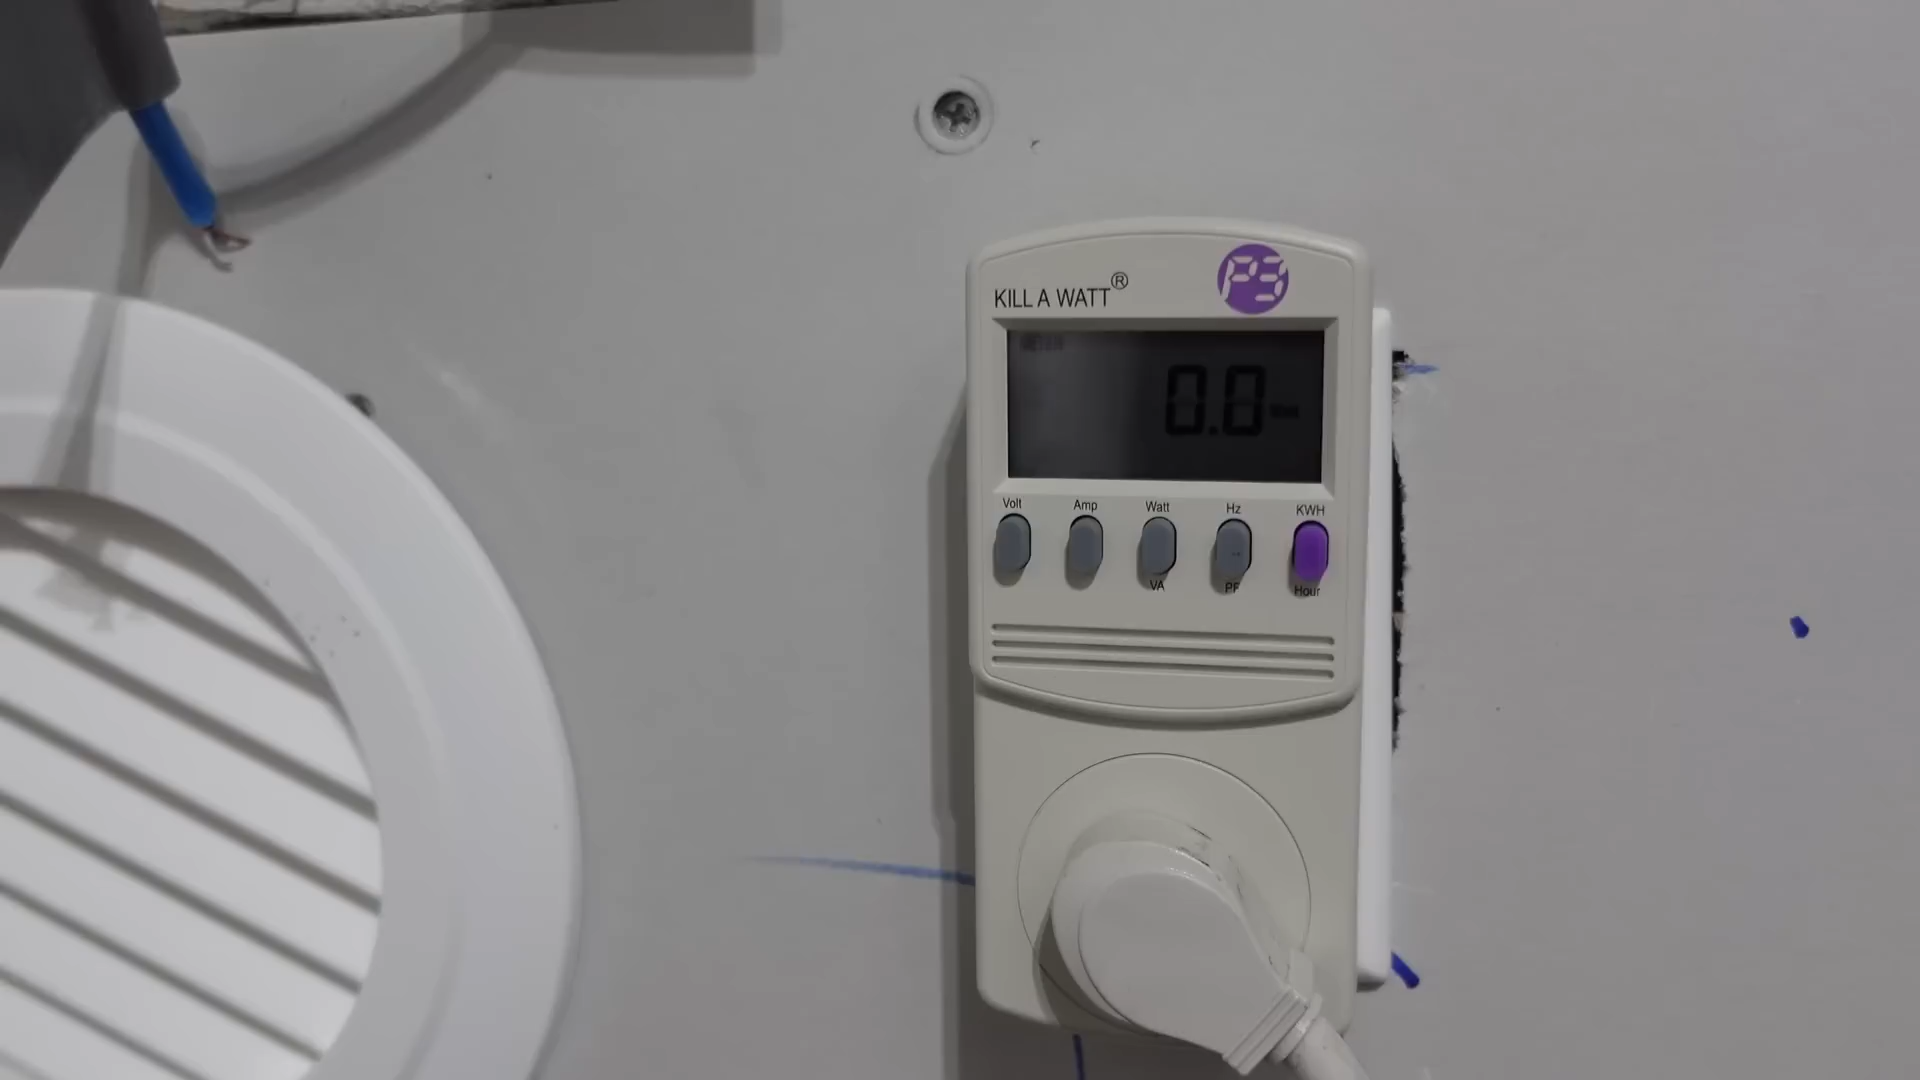 KILL A WATT®
P3
0.0
Volt Amp Watt Hz KWH
VA PF Hour